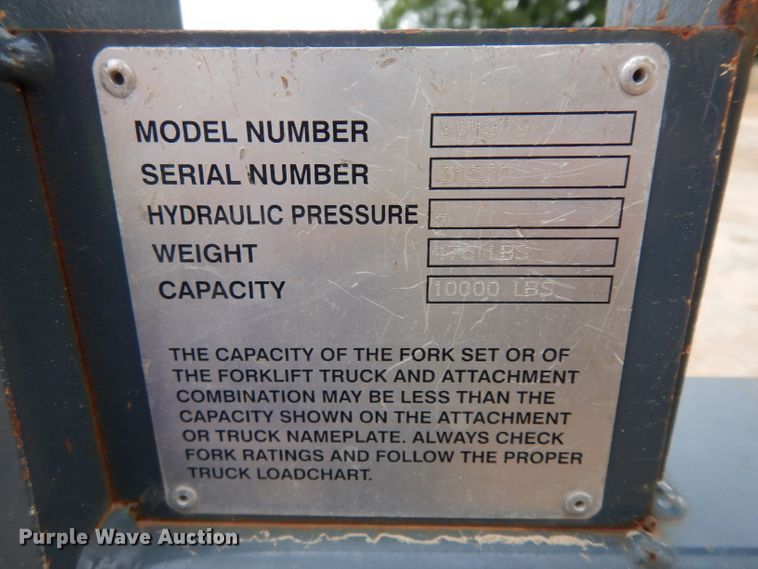 MODEL NUMBER
SERIAL NUMBER
HYDRAULIC PRESSURE
WEIGHT LBS
CAPACITY 10000 LBS
THE CAPACITY OF THE FORK SET OR OF
THE FORKLIFT TRUCK AND ATTACHMENT
COMBINATION MAY BE LESS THAN THE
CAPACITY SHOWN ON THE ATTACHMENT
OR TRUCK NAMEPLATE. ALWAYS CHECK
FORK RATINGS AND FOLLOW THE PROPER
TRUCK LOADCHART.
Purple Wave Auction